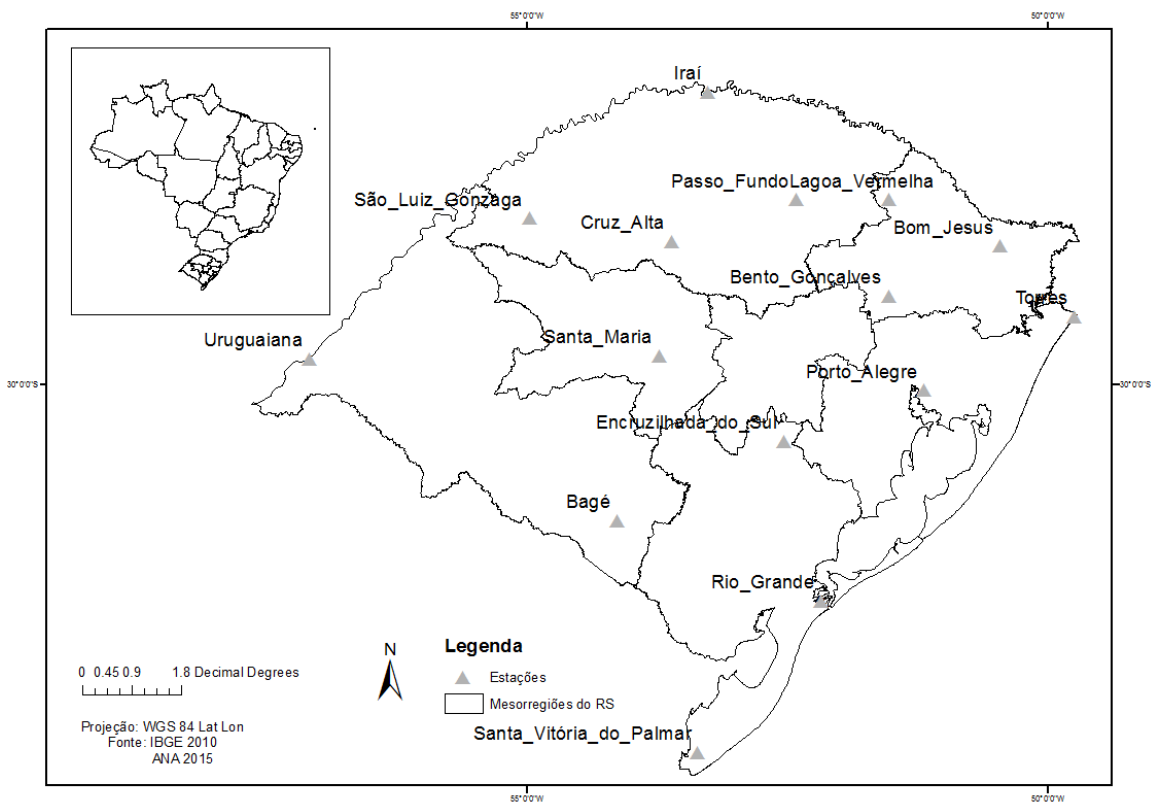 55°0'0"W
50°0'0"W
Iraí
Passo_Fundo
Lagoa_Vermelha
São_Luiz_Gonzaga
Cruz_Alta
Bom_Jesus
Bento_Gonçalves
Torres
Uruguaiana
Santa_Maria
Porto_Alegre
30°0'0"S
30°0'0"S
Encruzilhada_do_Sul
Bagé
Rio_Grande
N
Legenda
Estações
Mesorregiões do RS
0 0.45 0.9 1.8 Decimal Degrees
Projeção: WGS 84 Lat Lon
Fonte: IBGE 2010
ANA 2015
Santa_Vitória_do_Palmar
55°0'0"W
50°0'0"W